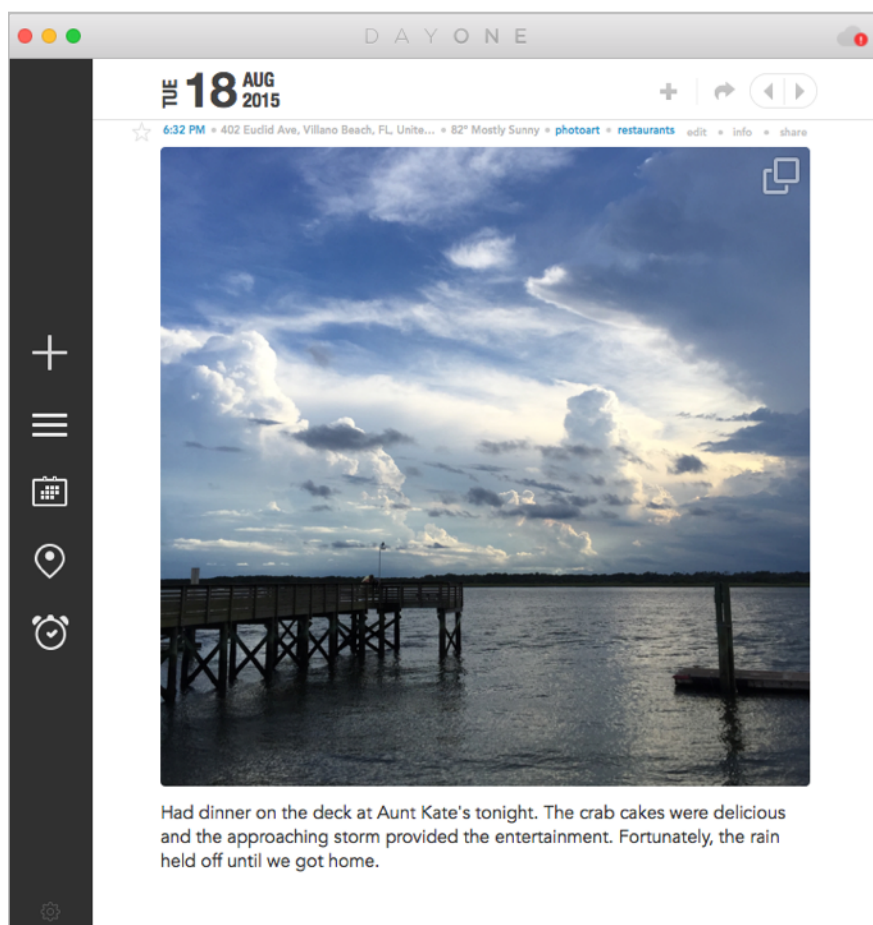 DAYONE
TUE 18 AUG 2015
6:32 PM • 402 Euclid Ave, Villano Beach, FL, Unite... • 82° Mostly Sunny • photoart • restaurants edit • info • share
Had dinner on the deck at Aunt Kate's tonight. The crab cakes were delicious
and the approaching storm provided the entertainment. Fortunately, the rain
held off until we got home.